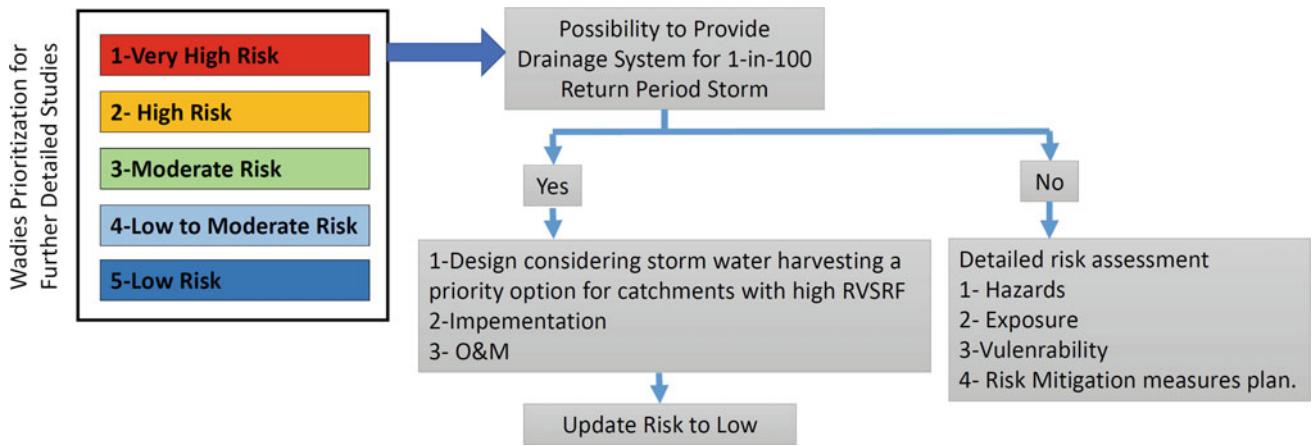 Wadies Prioritization for
Further Detailed Studies
1-Very High Risk
2- High Risk
3-Moderate Risk
4-Low to Moderate Risk
5-Low Risk
Possibility to Provide
Drainage System for 1-in-100
Return Period Storm
Yes
No
1-Design considering storm water harvesting a
priority option for catchments with high RVSRF
2-Impementation
3- O&M
Update Risk to Low
Detailed risk assessment
1- Hazards
2- Exposure
3-Vulenrability
4- Risk Mitigation measures plan.